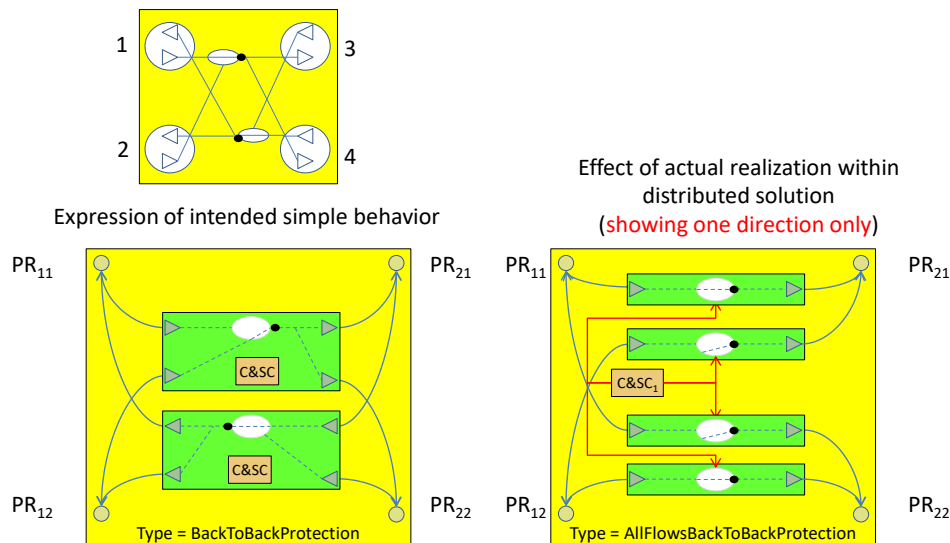 1
3
2
4
Expression of intended simple behavior
Effect of actual realization within
distributed solution
(showing one direction only)
PR₁₁
PR₂₁
C&SC
C&SC
PR₁₂
PR₂₂
Type = BackToBackProtection
PR₁₁
PR₂₁
C&SC₁
PR₁₂
PR₂₂
Type = AllFlowsBackToBackProtection